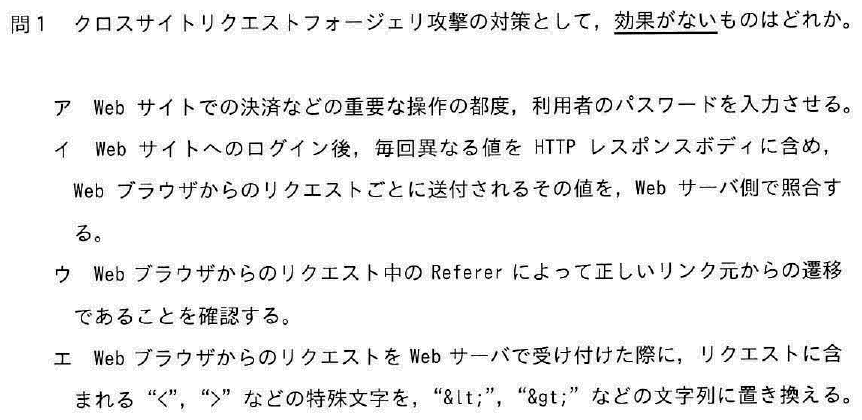 問1　クロスサイトリクエストフォージェリ攻撃の対策として，効果がないものはどれか。
ア　Web サイトでの決済などの重要な操作の都度，利用者のパスワードを入力させる。
イ　Web サイトへのログイン後，毎回異なる値を HTTP レスポンスボディに含め，
Web ブラウザからのリクエストごとに送付されるその値を，Web サーバ側で照合す
る。
ウ　Web ブラウザからのリクエスト中の Referer によって正しいリンク元からの遷移
であることを確認する。
エ　Web ブラウザからのリクエストを Web サーバで受け付けた際に，リクエストに含
まれる “<”，“>” などの特殊文字を，“&lt;”，“&gt;” などの文字列に置き換える。